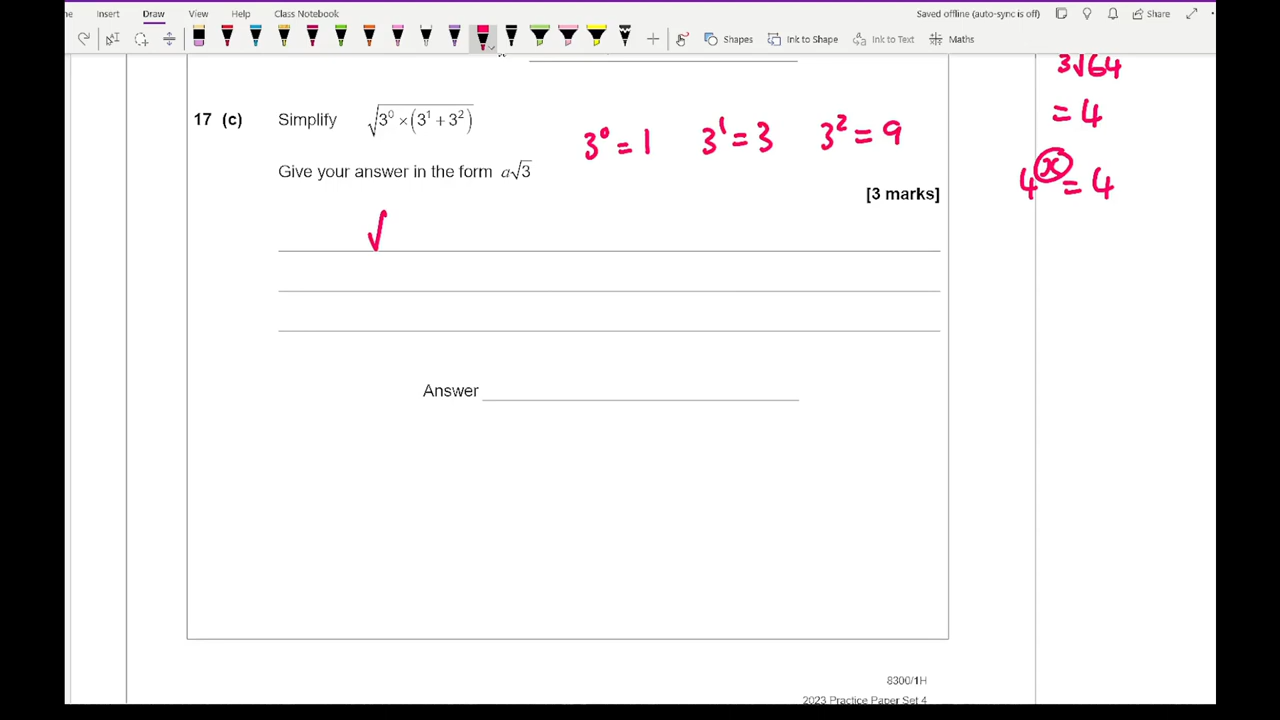 me Insert Draw View Help Class Notebook Saved offline (auto-sync is off) Share
Shapes Ink to Shape Ink to Text Maths
3√64
17 (c) Simplify √3⁰ × (3¹ + 3²) 3⁰ = 1 3¹ = 3 3² = 9
= 4
Give your answer in the form a√3
4ˣ = 4
[3 marks]
√
Answer
8300/1H
2023 Practice Paper Set 4